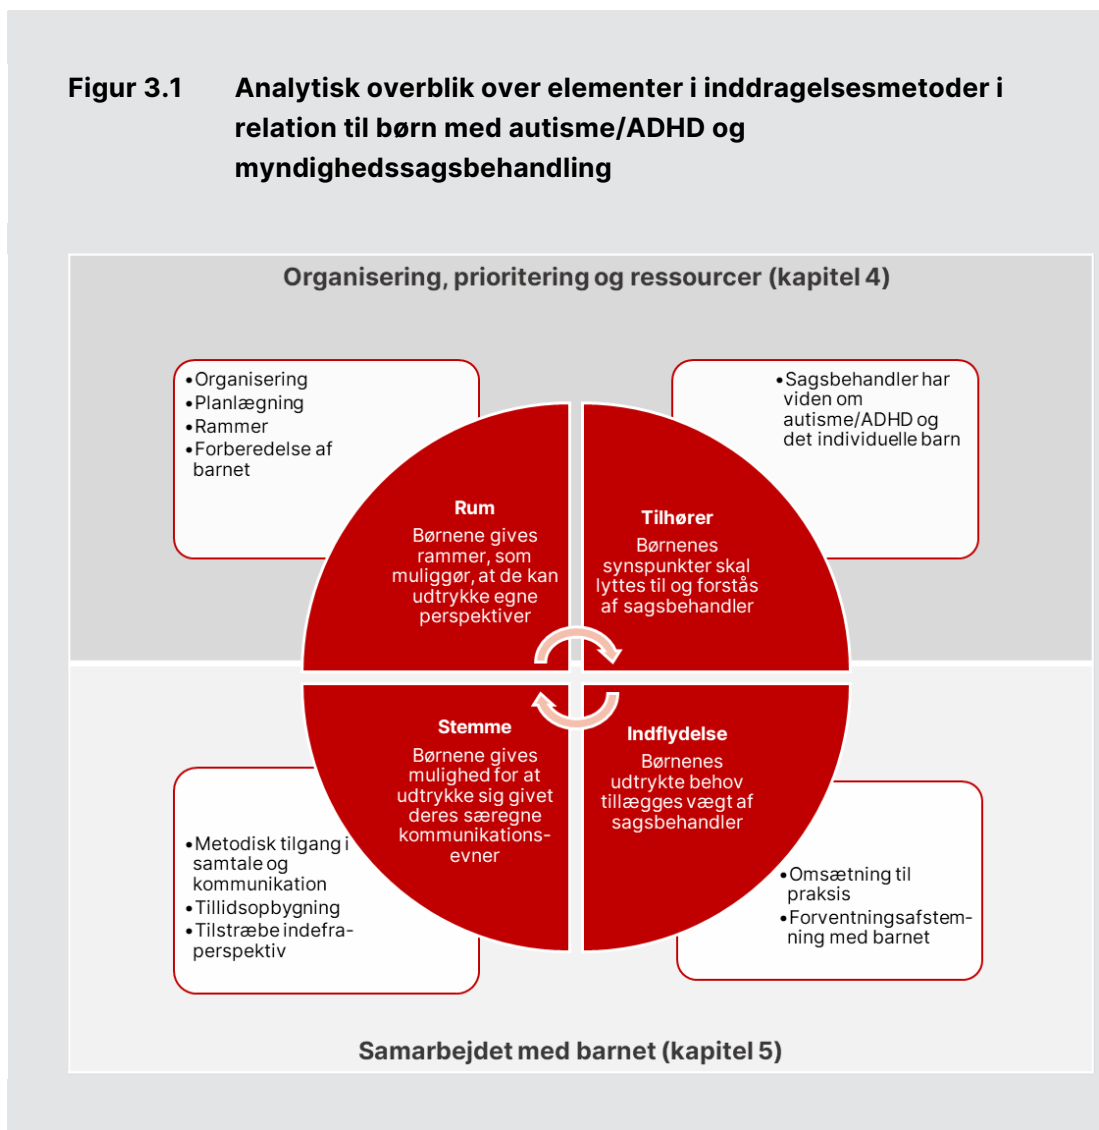 Figur 3.1 Analytisk overblik over elementer i inddragelsesmetoder i
relation til børn med autisme/ADHD og
myndighedssagsbehandling
Organisering, prioritering og ressourcer (kapitel 4)
•Organisering
•Planlægning
•Rammer
•Forberedelse af
barnet
•Sagsbehandler har
viden om
autisme/ADHD og
det individuelle barn
Rum
Børnene gives
rammer, som
muliggør, at de kan
udtrykke egne
perspektiver
Tilhører
Børnenes
synspunkter skal
lyttes til og forstås
af sagsbehandler
Stemme
Børnene gives
mulighed for at
udtrykke sig givet
deres særegne
kommunikations-
evner
Indflydelse
Børnenes
udtrykte behov
tillægges vægt af
sagsbehandler
•Metodisk tilgang i
samtale og
kommunikation
•Tillidsopbygning
•Tilstræbe indefra-
perspektiv
•Omsætning til
praksis
•Forventningsafstem-
ning med barnet
Samarbejdet med barnet (kapitel 5)